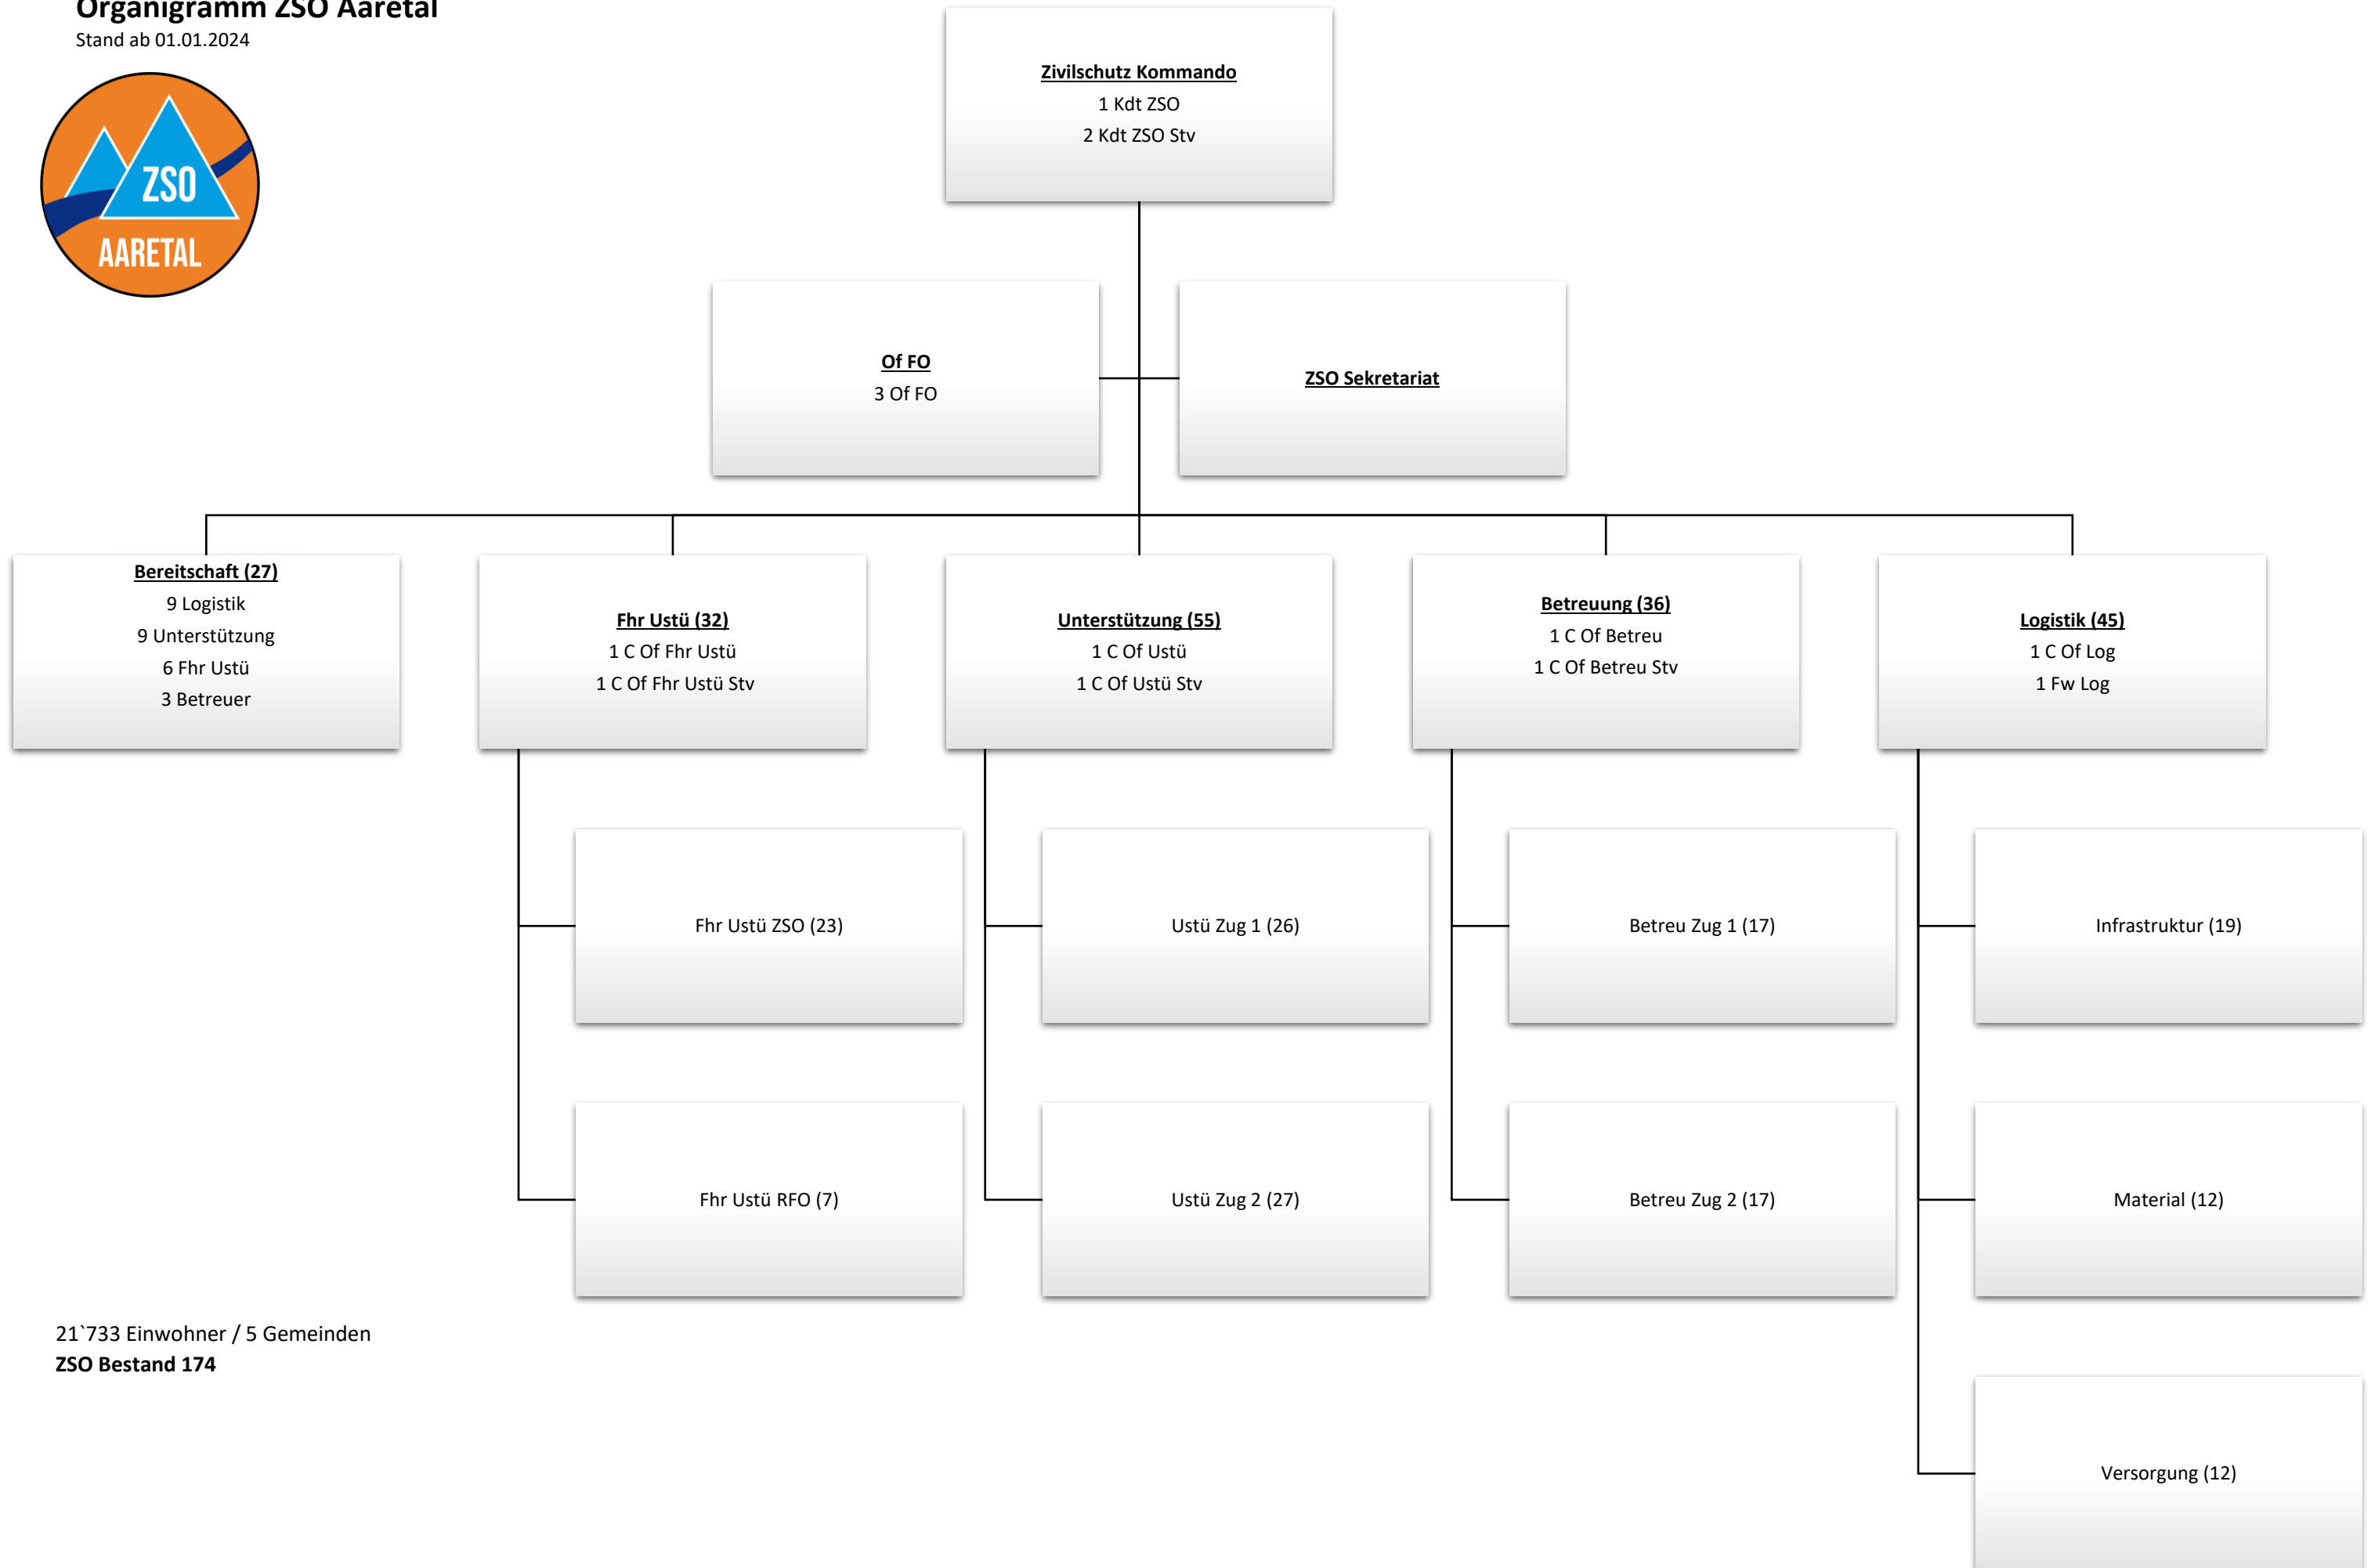 Organigramm ZSO Aaretal
Stand ab 01.01.2024
ZSO
AARETAL
Zivilschutz Kommando
1 Kdt ZSO
2 Kdt ZSO Stv
Of FO
3 Of FO
ZSO Sekretariat
Bereitschaft (27)
9 Logistik
9 Unterstützung
6 Fhr Ustü
3 Betreuer
Fhr Ustü (32)
1 C Of Fhr Ustü
1 C Of Fhr Ustü Stv
Unterstützung (55)
1 C Of Ustü
1 C Of Ustü Stv
Betreuung (36)
1 C Of Betreu
1 C Of Betreu Stv
Logistik (45)
1 C Of Log
1 Fw Log
Fhr Ustü ZSO (23)
Ustü Zug 1 (26)
Betreu Zug 1 (17)
Infrastruktur (19)
Fhr Ustü RFO (7)
Ustü Zug 2 (27)
Betreu Zug 2 (17)
Material (12)
Versorgung (12)
21`733 Einwohner / 5 Gemeinden
ZSO Bestand 174